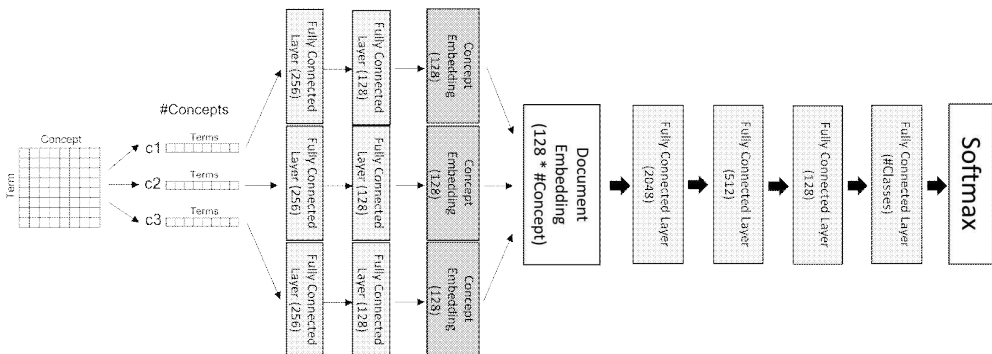 Concept
Term
#Concepts
c1
Terms
c2
Terms
c3
Terms
Fully Connected
Layer (256)
Fully Connected
Layer (128)
Concept
Embedding
(128)
Fully Connected
Layer (256)
Fully Connected
Layer (128)
Concept
Embedding
(128)
Fully Connected
Layer (256)
Fully Connected
Layer (128)
Concept
Embedding
(128)
Document
Embedding
(128 * #Concept)
Fully Connected Layer
(2048)
Fully Connected Layer
(512)
Fully Connected Layer
(128)
Fully Connected Layer
(#Classes)
Softmax